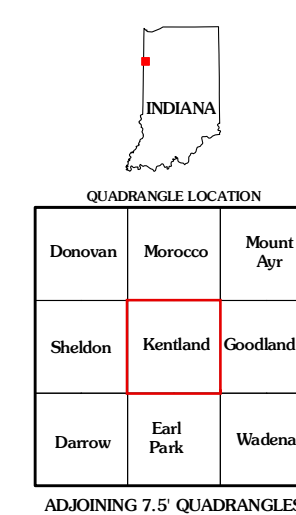 INDIANA
QUADRANGLE LOCATION
Donovan Morocco Mount
Ayr
Sheldon Kentland Goodland
Darrow Earl
Park Wadena
ADJOINING 7.5' QUADRANGLES